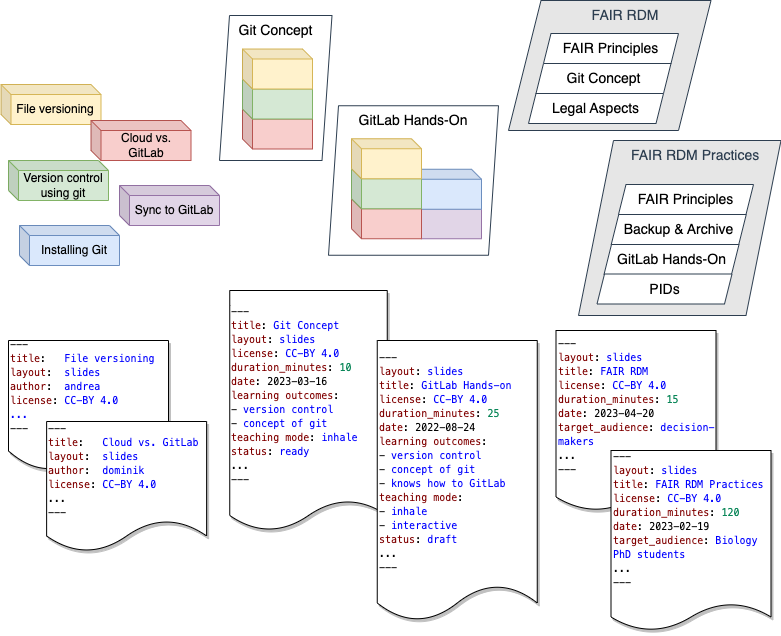 File versioning
Cloud vs.
GitLab
Version control
using git
Sync to GitLab
Installing Git
Git Concept
GitLab Hands-On
FAIR RDM
FAIR Principles
Git Concept
Legal Aspects
FAIR RDM Practices
FAIR Principles
Backup & Archive
GitLab Hands-On
PIDs
---
title: File versioning
layout: slides
author: andrea
license: CC-BY 4.0
...
---
---
title: Cloud vs. GitLab
layout: slides
author: dominik
license: CC-BY 4.0
...
---
---
title: Git Concept
layout: slides
license: CC-BY 4.0
duration_minutes: 10
date: 2023-03-16
learning outcomes:
- version control
- concept of git
teaching mode: inhale
status: ready
...
---
---
layout: slides
title: GitLab Hands-on
license: CC-BY 4.0
duration_minutes: 25
date: 2022-08-24
learning outcomes:
- version control
- concept of git
- knows how to GitLab
teaching mode:
- inhale
- interactive
status: draft
...
---
---
layout: slides
title: FAIR RDM
license: CC-BY 4.0
duration_minutes: 15
date: 2023-04-20
target_audience: decision-
makers
...
---
---
layout: slides
title: FAIR RDM Practices
license: CC-BY 4.0
duration_minutes: 120
date: 2023-02-19
target_audience: Biology
PhD students
...
---